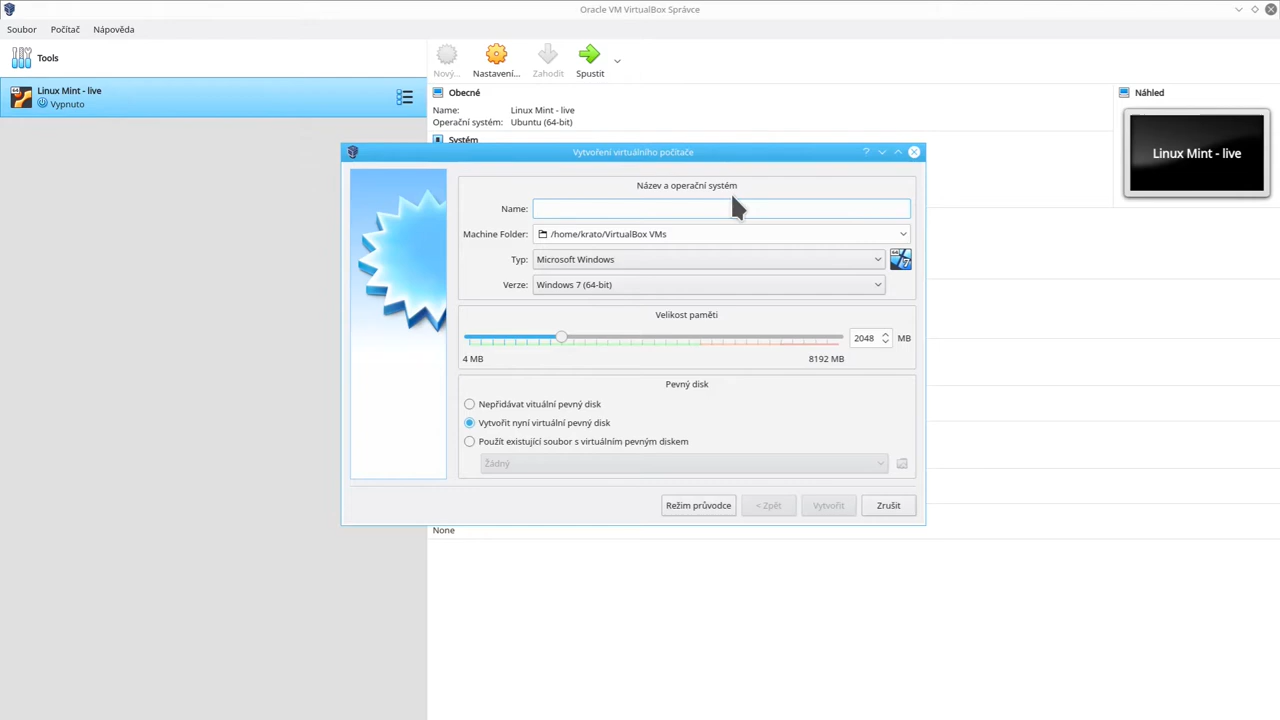 Oracle VM VirtualBox Správce
Soubor Počítač Nápověda
Tools
Nový... Nastavení... Zahodit Spustit
Linux Mint - live
Vypnuto
Obecné
Name: Linux Mint - live
Operační systém: Ubuntu (64-bit)
Systém
Náhled
Linux Mint - live
Vytvoření virtuálního počítače
Název a operační systém
Name:
Machine Folder: /home/krato/VirtualBox VMs
Typ: Microsoft Windows
Verze: Windows 7 (64-bit)
Velikost paměti
2048 MB
4 MB 8192 MB
Pevný disk
Nepřidávat vituální pevný disk
Vytvořit nyní virtuální pevný disk
Použít existující soubor s virtuálním pevným diskem
Žádný
Režim průvodce < Zpět Vytvořit Zrušit
None